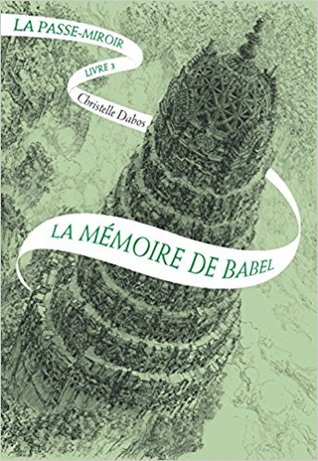 LA PASSE-MIROIR
LIVRE 3
Christelle Dabos
LA MÉMOIRE DE BABEL